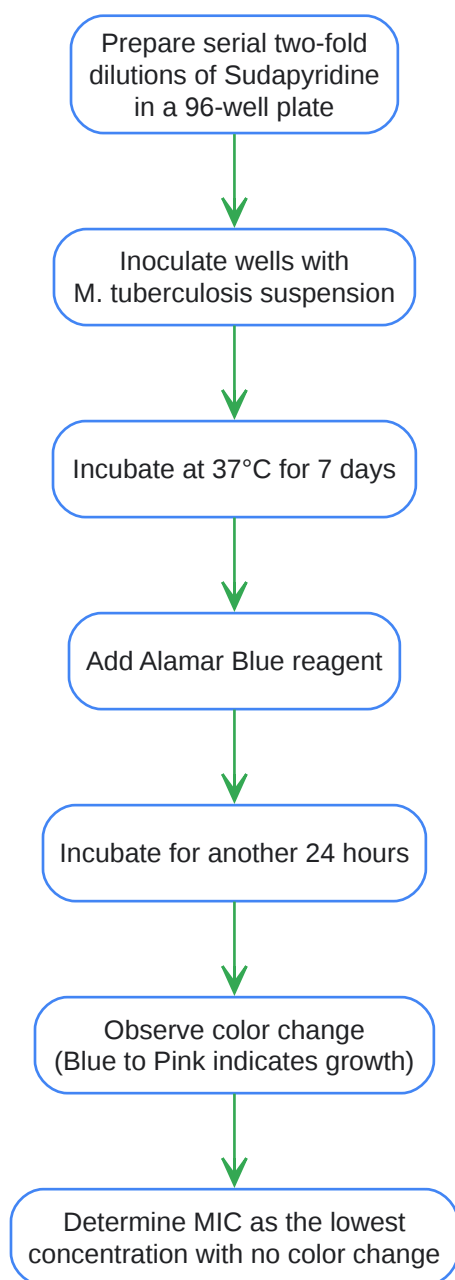 Prepare serial two-fold
dilutions of Sudapyridine
in a 96-well plate
Inoculate wells with
M. tuberculosis suspension
Incubate at 37°C for 7 days
Add Alamar Blue reagent
Incubate for another 24 hours
Observe color change
(Blue to Pink indicates growth)
Determine MIC as the lowest
concentration with no color change